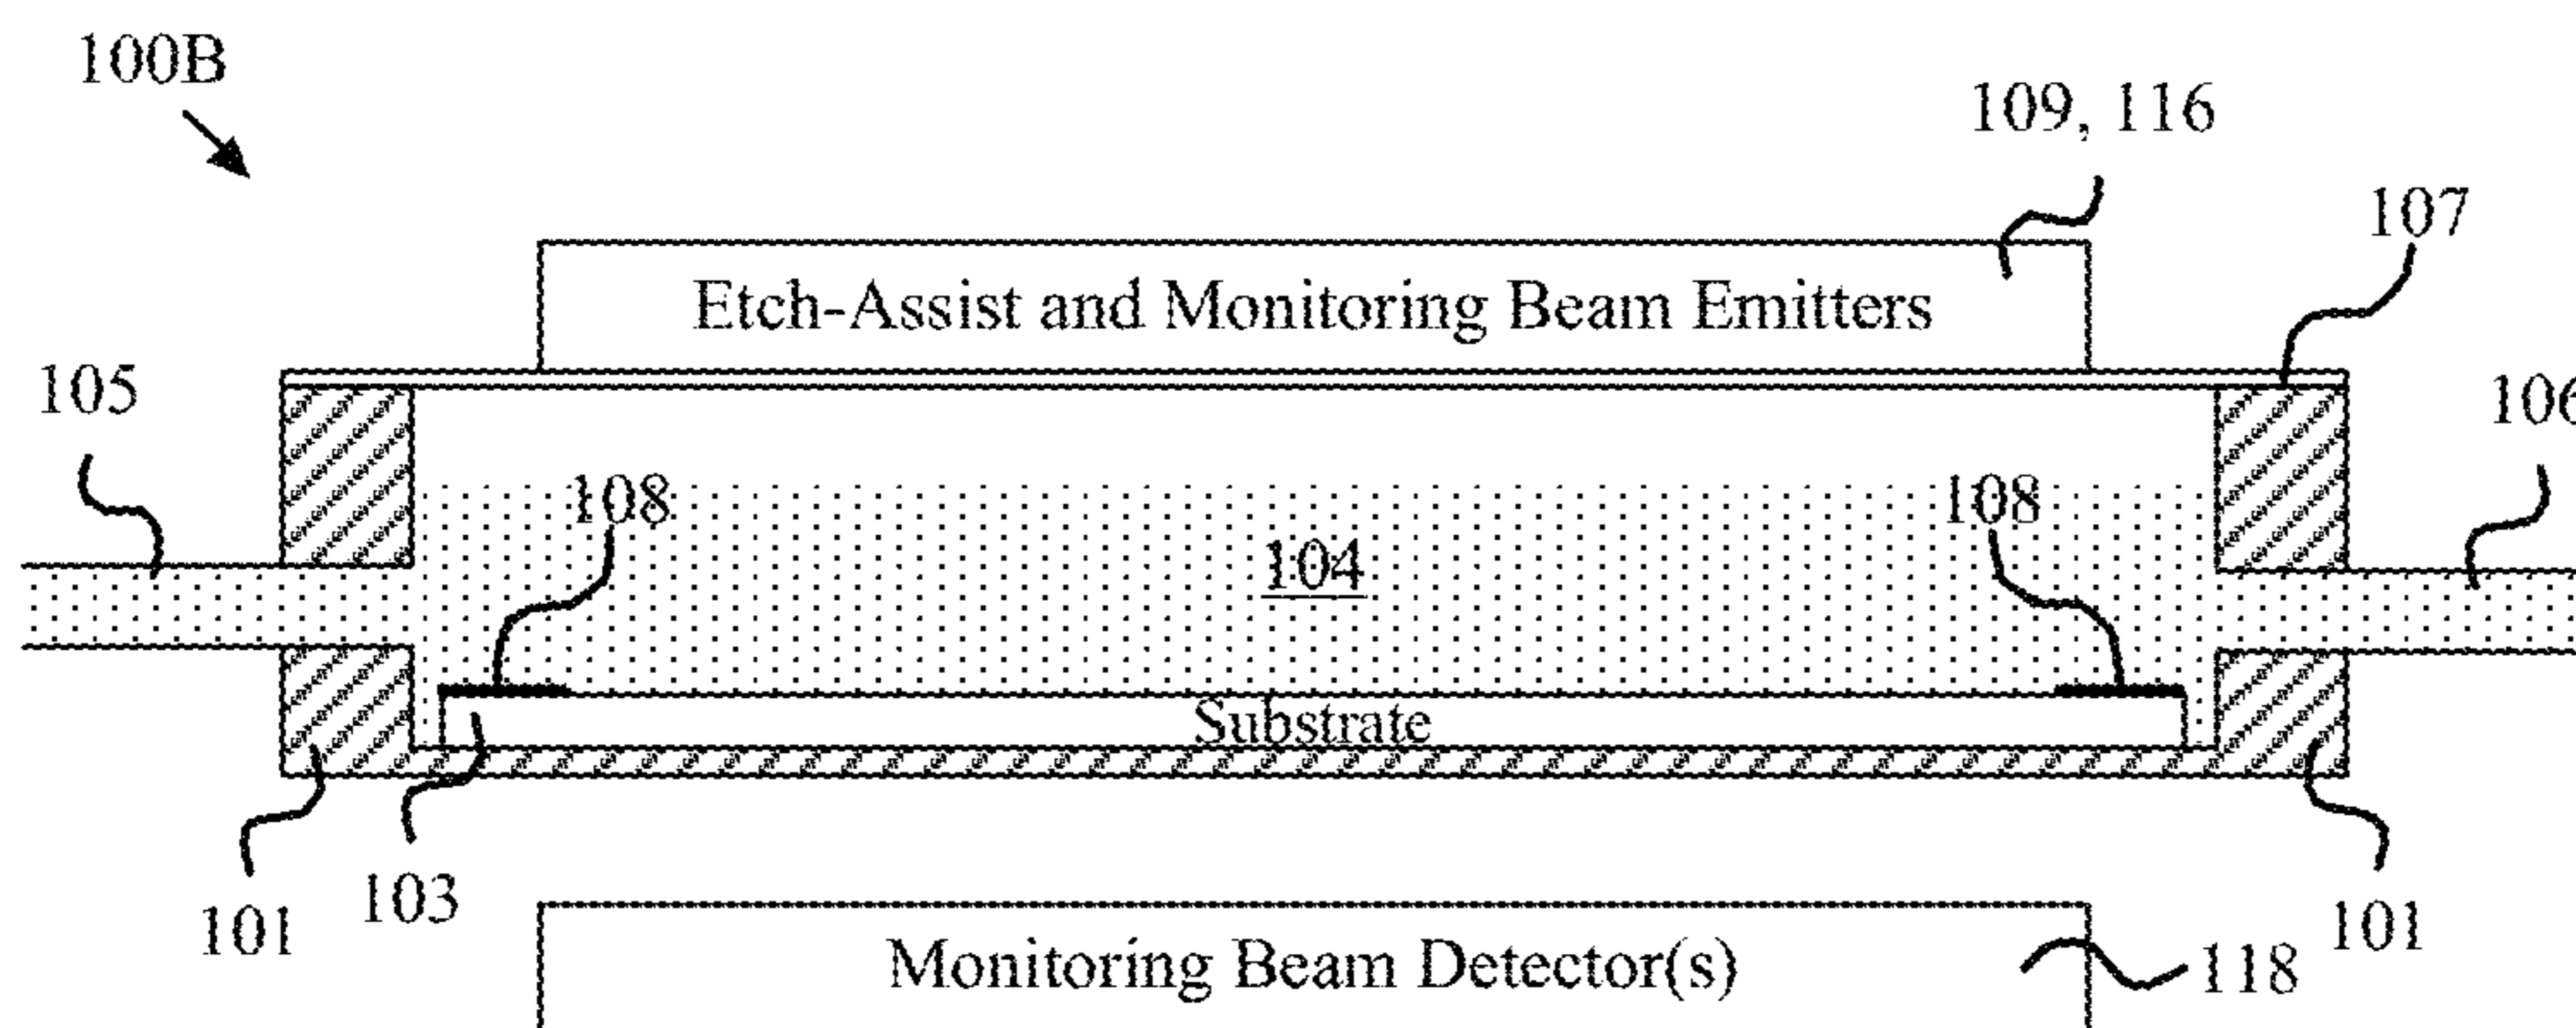 100B
109, 116
107
Etch-Assist and Monitoring Beam Emitters
105
106
108
108
104
Substrate
103
101
101
Monitoring Beam Detector(s)
118